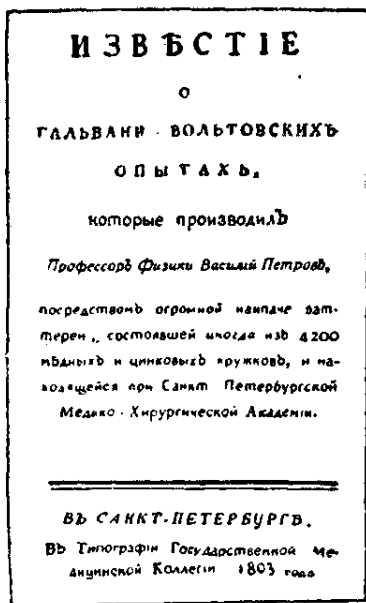 ИЗВѢСТІЕ
О
ГАЛЬВАНИ - ВОЛЬТОВСКИХЪ
ОПЫТАХЪ,
которые производилЪ
Профессоръ Физики Василий Петровъ,
посредствомъ огромной наипаче бат-
тереи, состоявшей иногда изъ 4200
мѣдныхъ и цинковыхъ кружковъ, и на-
ходящейся при Санкт Петербургской
Медико - Хирургической Академіи.
ВЪ САНКТ-ПЕТЕРБУРГѢ,
ВЪ Типографіи Государственной Ме-
дицинской Коллегіи 1803 года